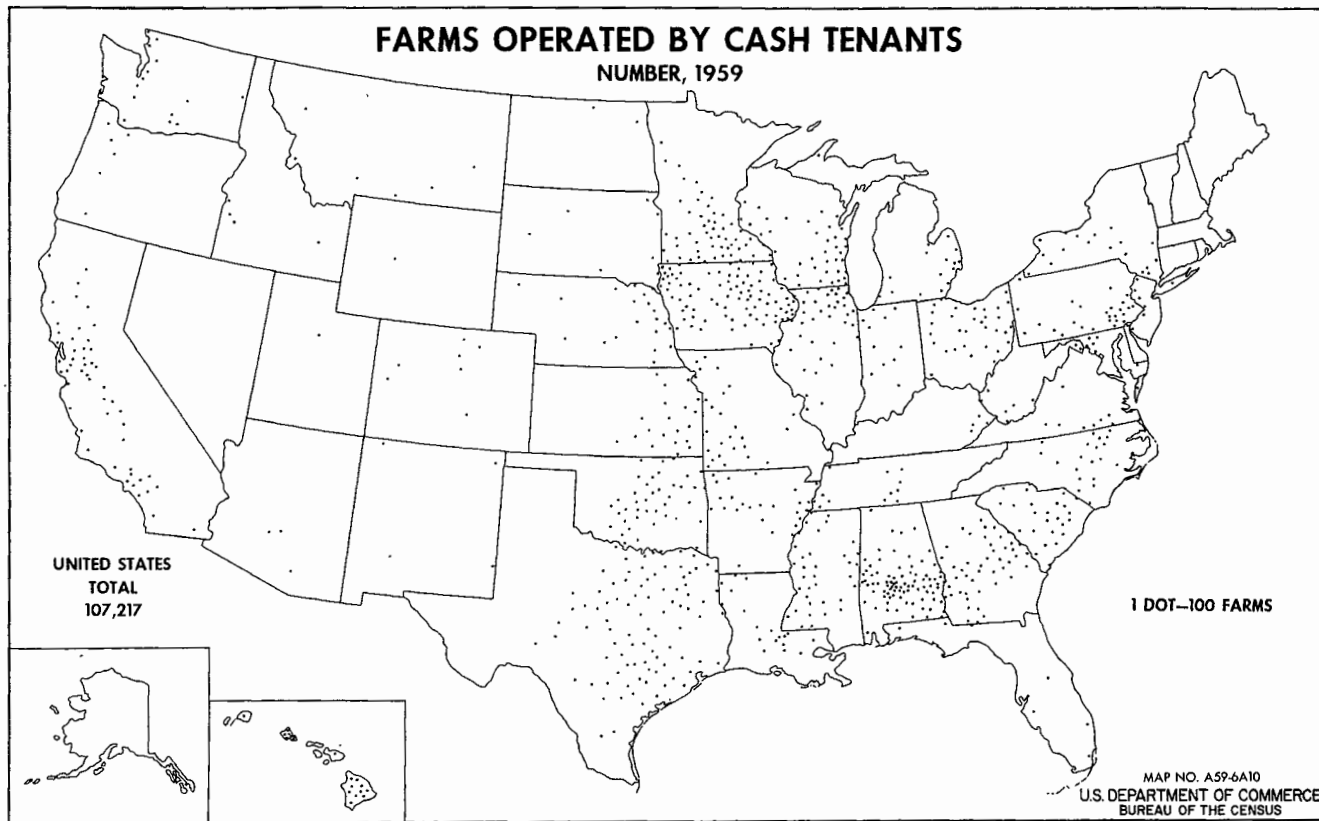 FARMS OPERATED BY CASH TENANTS
NUMBER, 1959
UNITED STATES
TOTAL
107,217
1 DOT—100 FARMS
MAP NO. A59-6A10
U.S. DEPARTMENT OF COMMERCE
BUREAU OF THE CENSUS